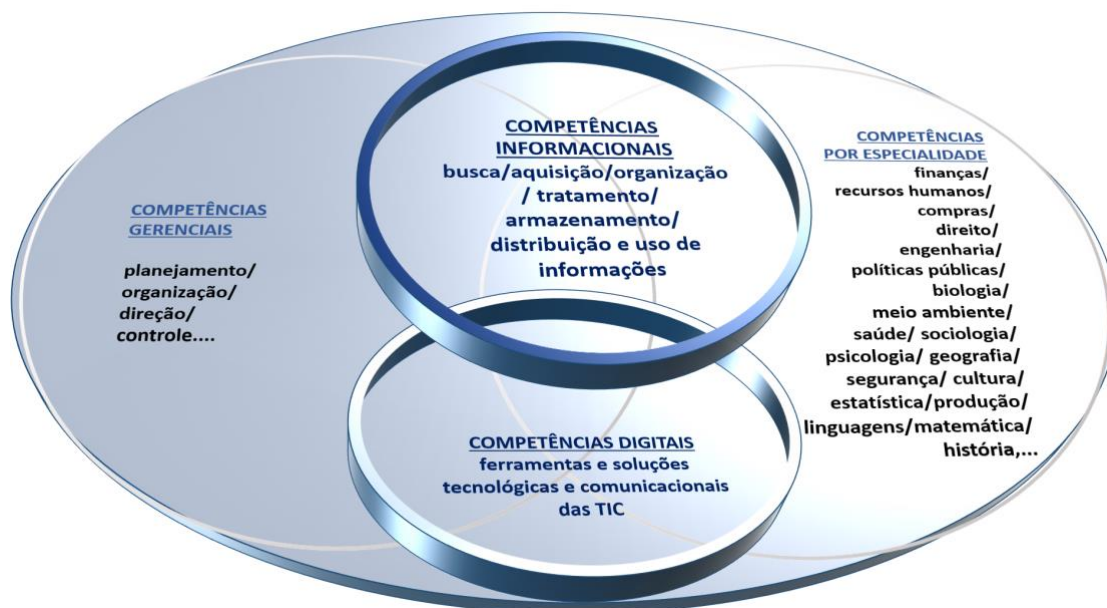 COMPETÊNCIAS
GERENCIAIS
planejamento/
organização/
direção/
controle....
COMPETÊNCIAS
INFORMACIONAIS
busca/aquisição/organização
/ tratamento/
armazenamento/
distribuição e uso de
informações
COMPETÊNCIAS DIGITAIS
ferramentas e soluções
tecnológicas e comunicacionais
das TIC
COMPETÊNCIAS
POR ESPECIALIDADE
finanças/
recursos humanos/
compras/
direito/
engenharia/
políticas públicas/
biologia/
meio ambiente/
saúde/ sociologia/
psicologia/ geografia/
segurança/ cultura/
estatística/produção/
linguagens/matemática/
história,...